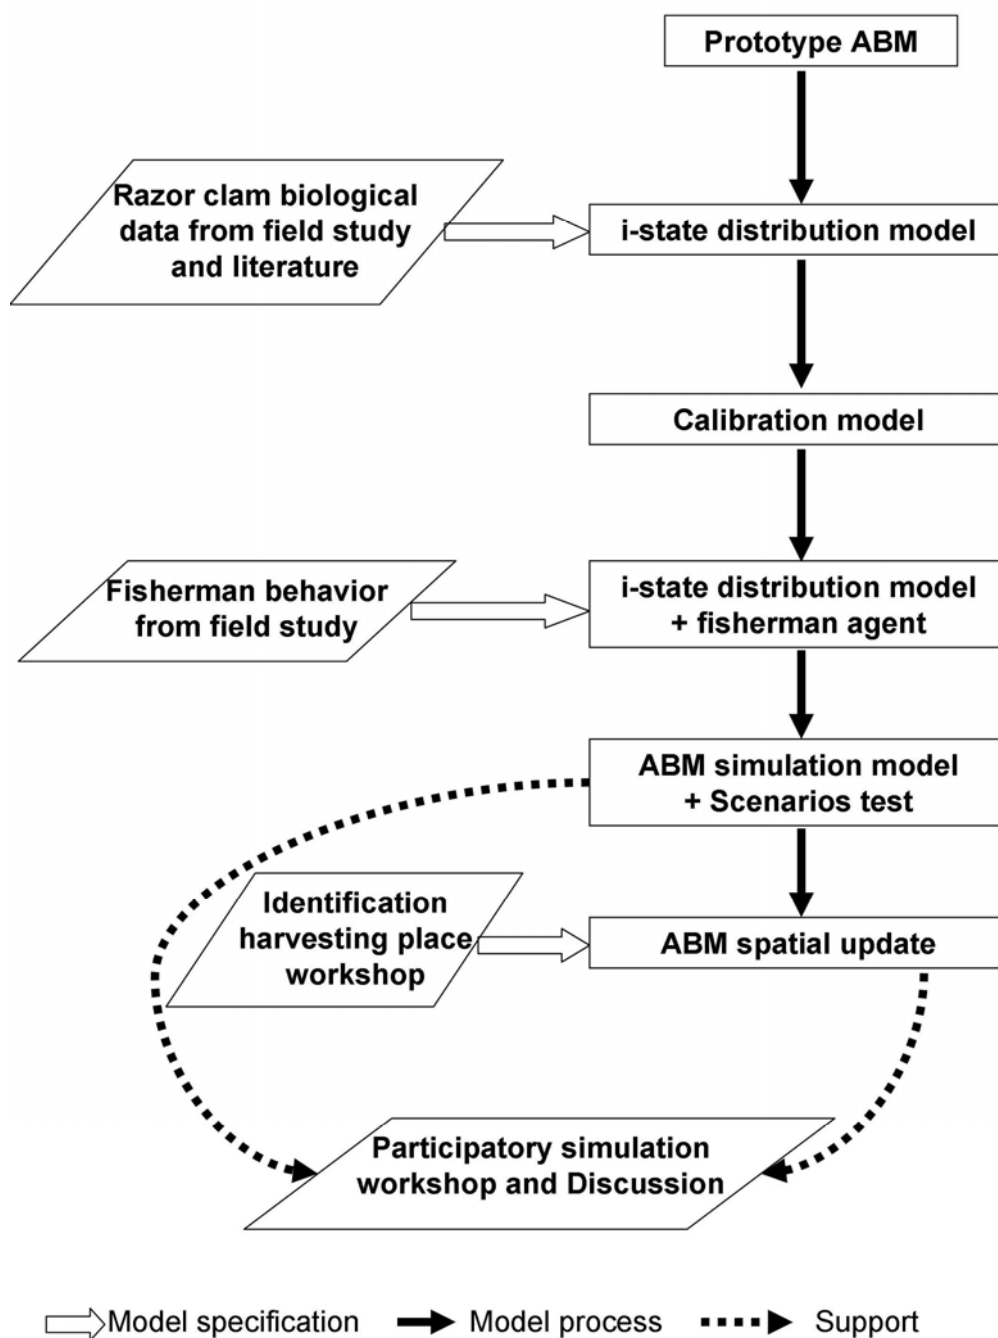 Prototype ABM
Razor clam biological
data from field study
and literature
i-state distribution model
Calibration model
Fisherman behavior
from field study
i-state distribution model
+ fisherman agent
ABM simulation model
+ Scenarios test
Identification
harvesting place
workshop
ABM spatial update
Participatory simulation
workshop and Discussion
Model specification
Model process
Support